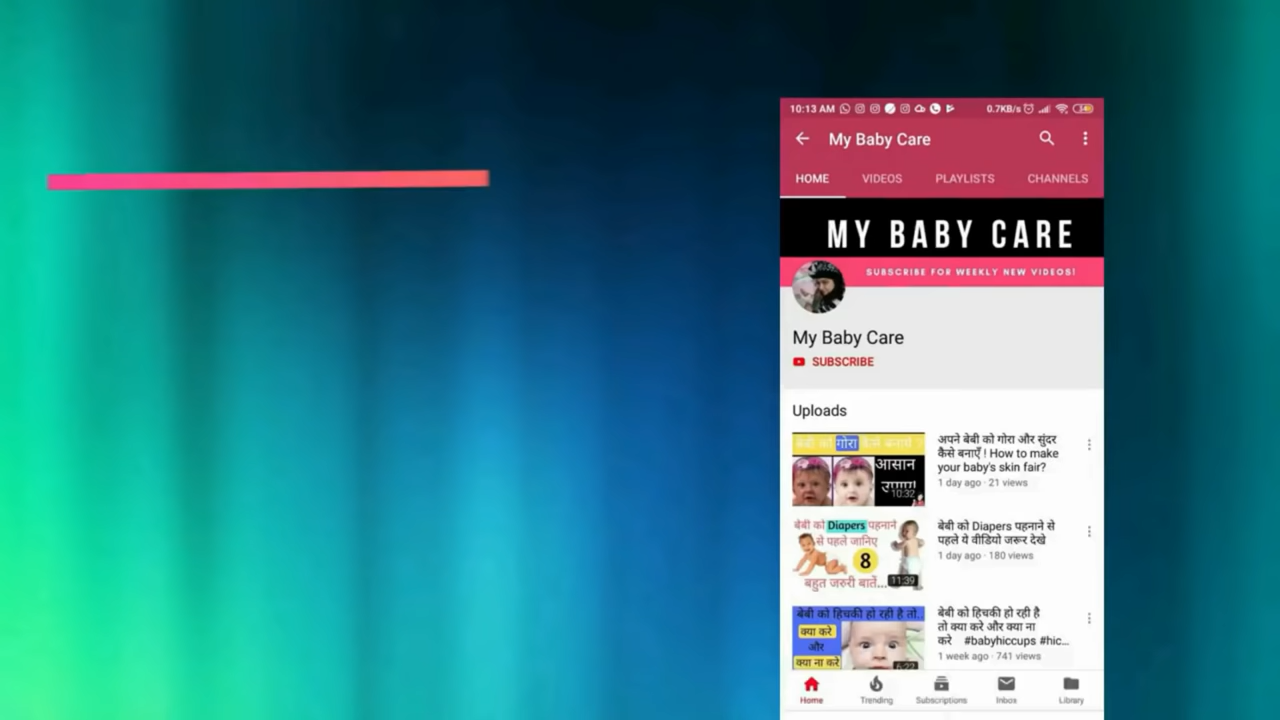 10:13 AM
0.7KB/s
My Baby Care
HOME VIDEOS PLAYLISTS CHANNELS
MY BABY CARE
SUBSCRIBE FOR WEEKLY NEW VIDEOS!
My Baby Care
SUBSCRIBE
Uploads
बेबी को गोरा कैसे बनायें
आसान
10:32
अपने बेबी को गोरा और सुंदर
कैसे बनाएँ ! How to make
your baby's skin fair?
1 day ago · 21 views
बेबी को Diapers पहनाने
से पहले जानिए
8
बहुत जरुरी बातें...
11:39
बेबी को Diapers पहनाने से
पहले ये वीडियो जरूर देखे
1 day ago · 180 views
बेबी को हिचकी हो रही है तो..
क्या करे
और
क्या ना करे
6:22
बेबी को हिचकी हो रही है
तो क्या करे और क्या ना
करे #babyhiccups #hic...
1 week ago · 741 views
Home Trending Subscriptions Inbox Library